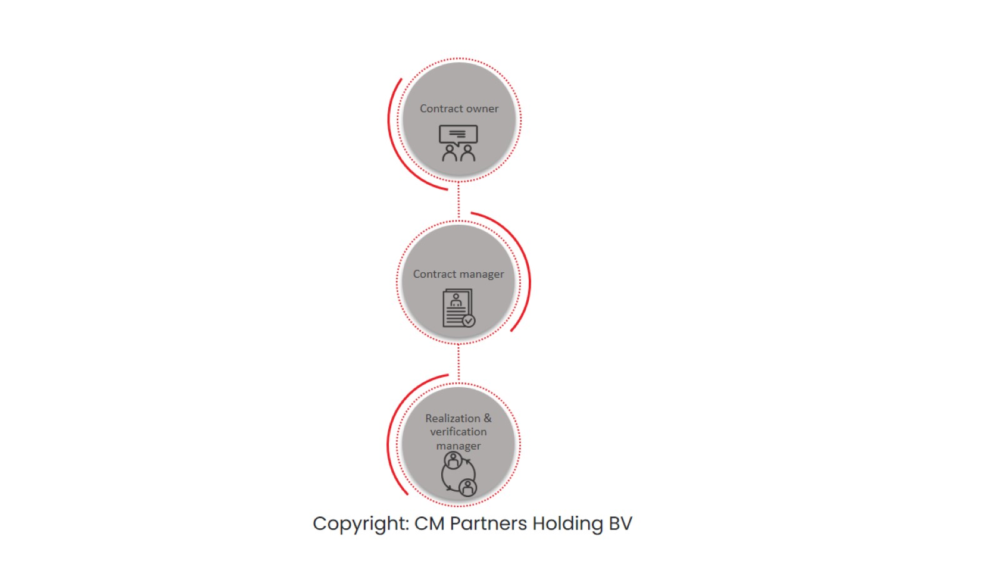 Contract owner
Contract manager
Realization &
verification
manager
Copyright: CM Partners Holding BV